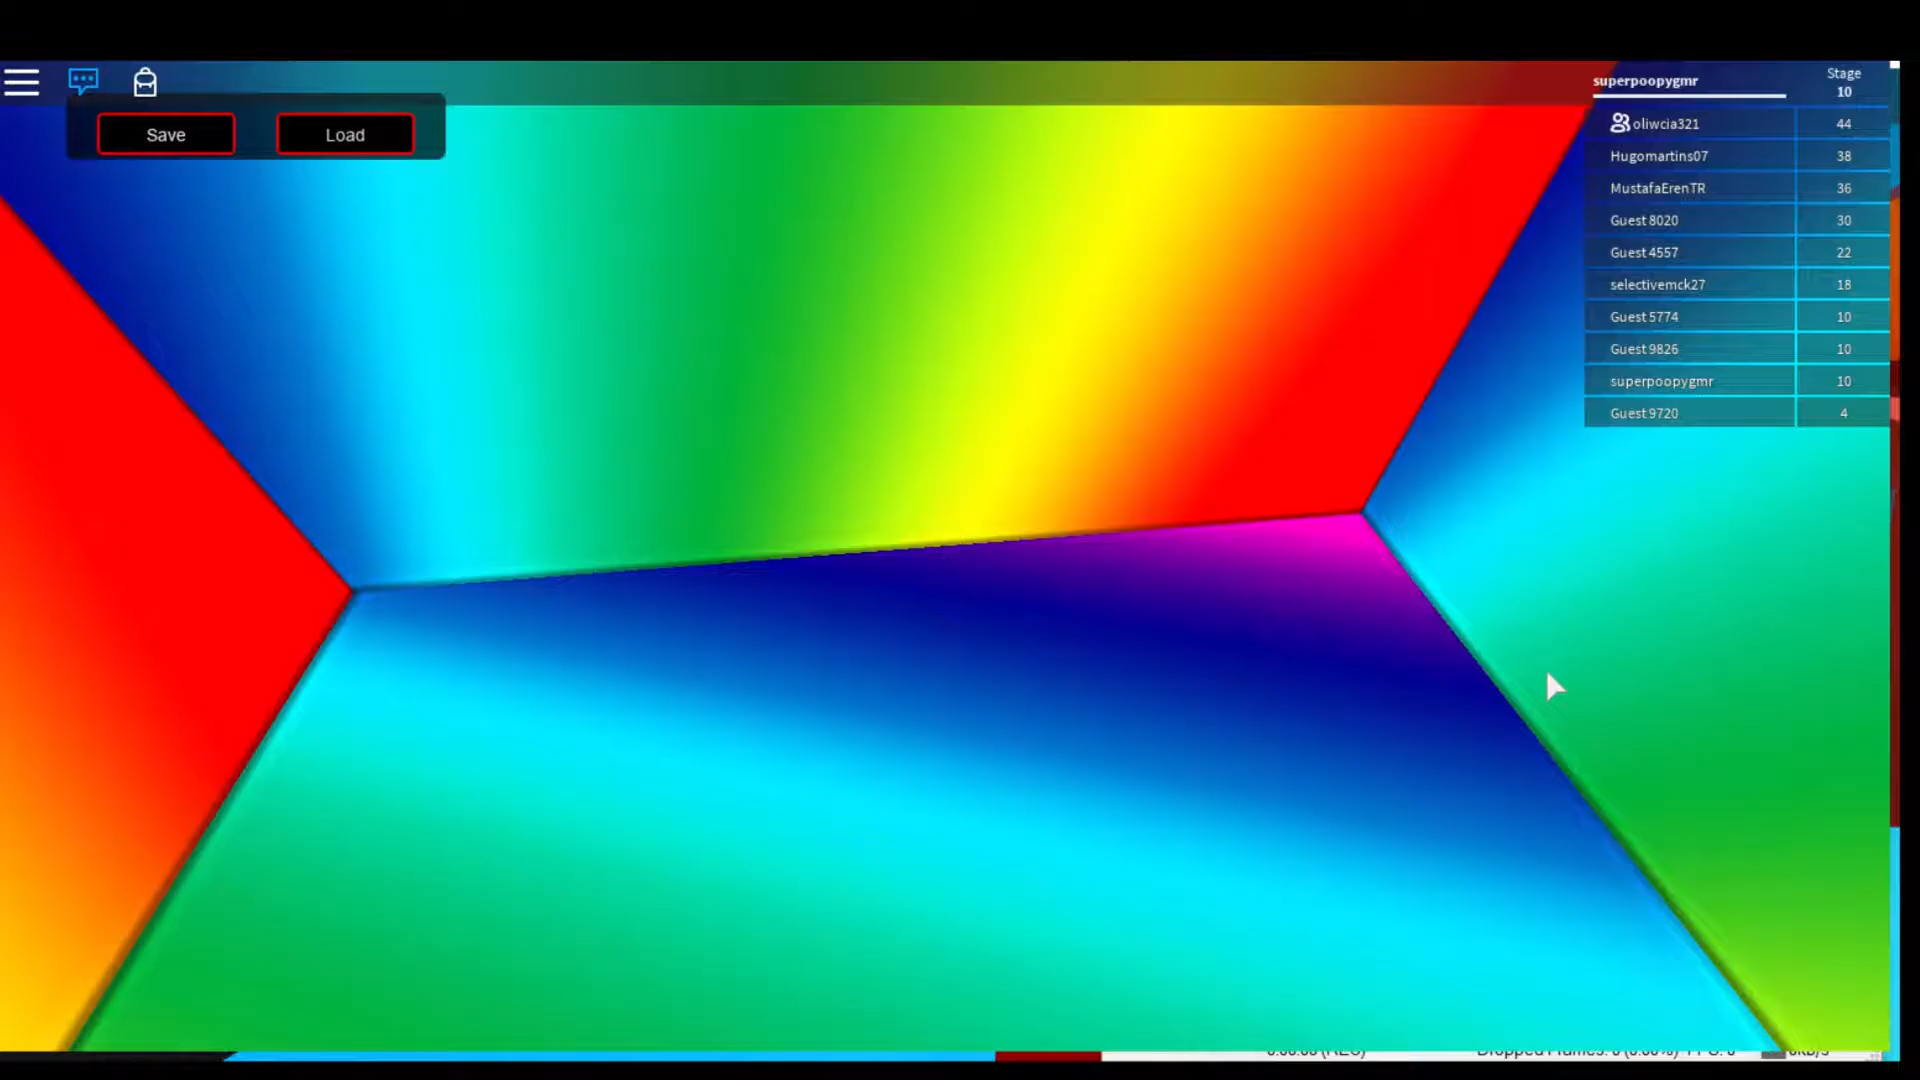 superpoopygmr Stage
10
Save Load
oliwcia321 44
Hugomartins07 38
MustafaErenTR 36
Guest 8020 30
Guest 4557 22
selectivemck27 18
Guest 5774 10
Guest 9826 10
superpoopygmr 10
Guest 9720 4